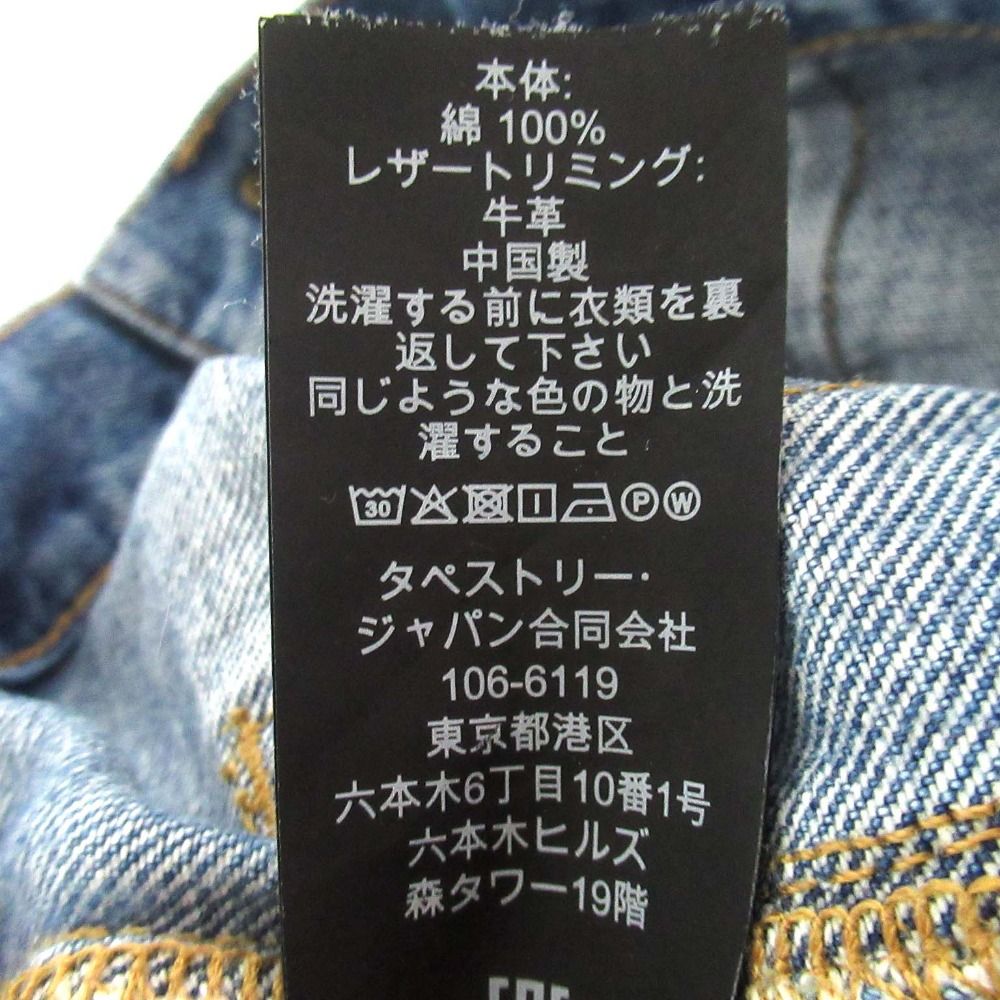 本体:
綿 100%
レザートリミング:
牛革
中国製
洗濯する前に衣類を裏
返して下さい
同じような色の物と洗
濯すること
30 P W
タペストリー・
ジャパン合同会社
106-6119
東京都港区
六本木6丁目10番1号
六本木ヒルズ
森タワー19階